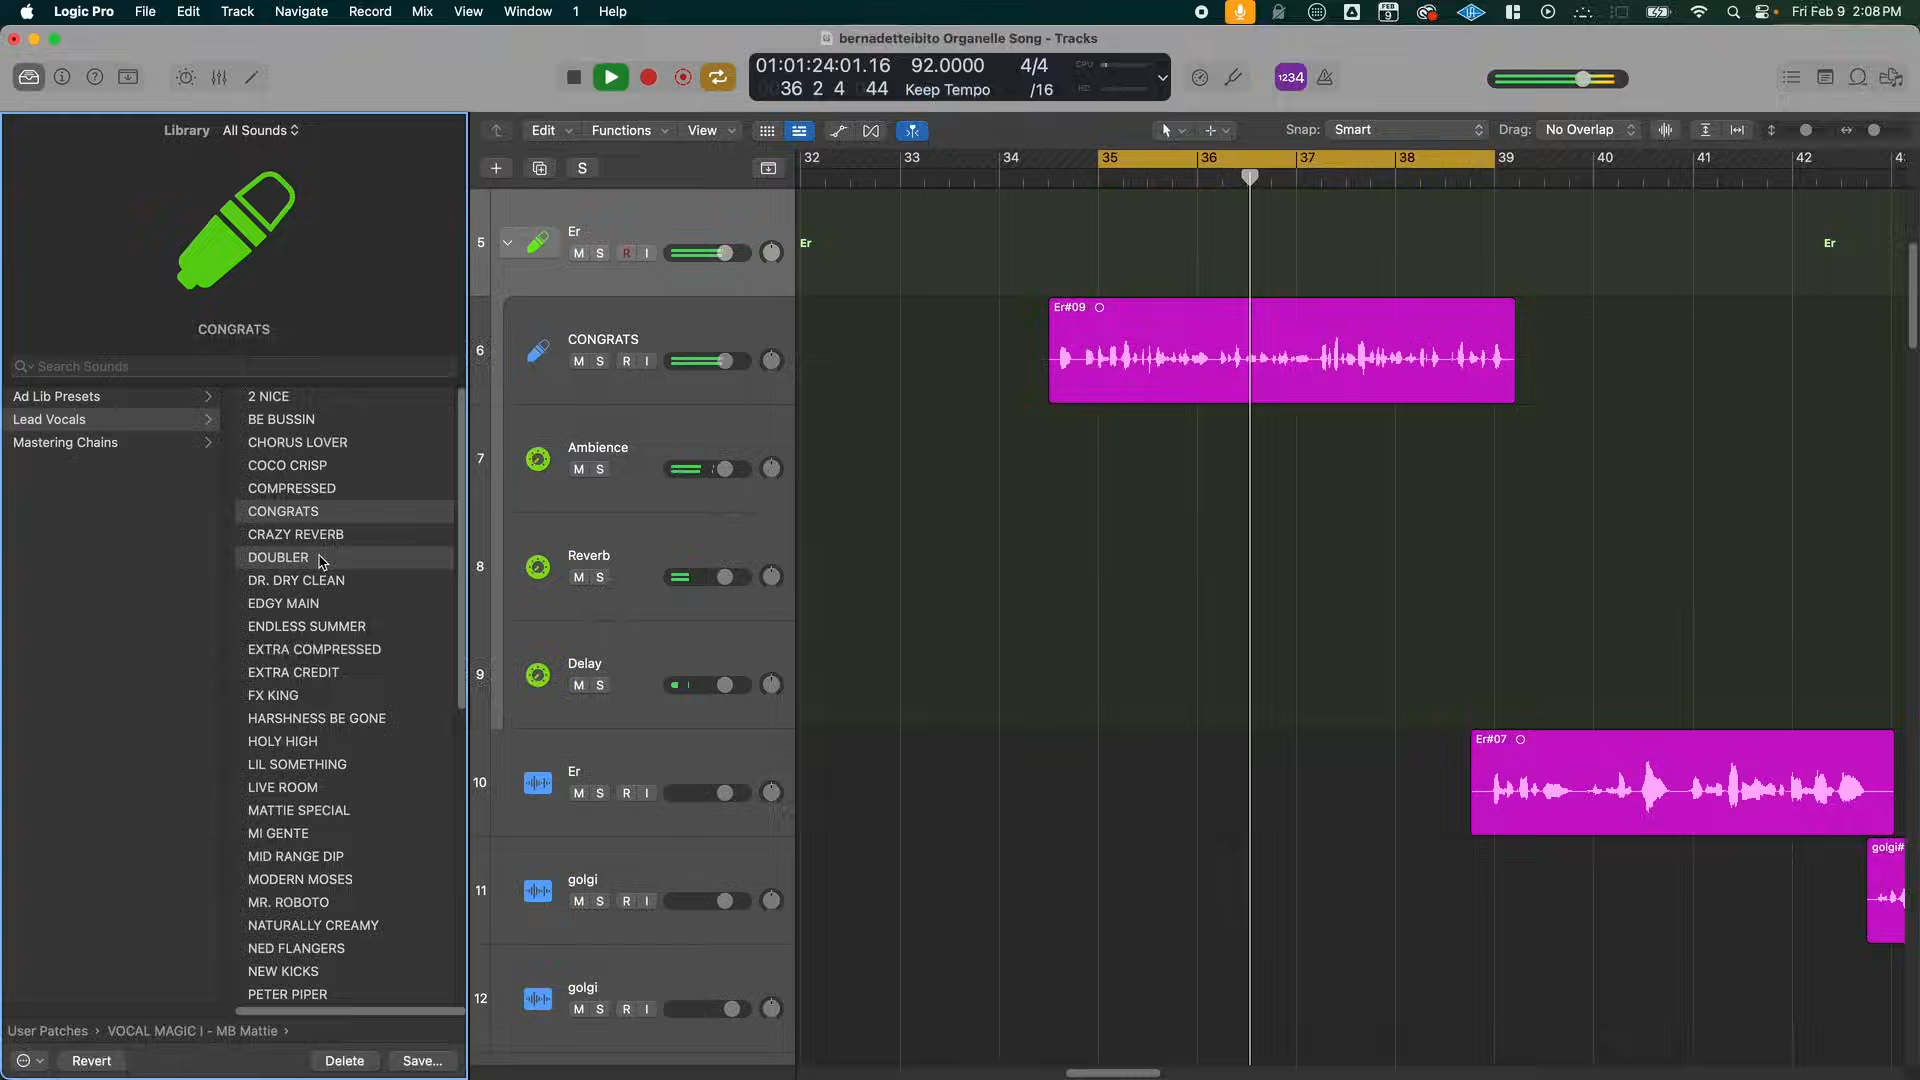 Logic Pro File Edit Track Navigate Record Mix View Window 1 Help
FEB 9 Fri Feb 9 2:08 PM
bernadetteibito Organelle Song - Tracks
01:01:24:01.16 92.0000 4/4 CPU
36 2 4 44 Keep Tempo /16 HD
1234
Library All Sounds
Edit Functions View Snap: Smart Drag: No Overlap
S
32 33 34 35 36 37 38 39 40 41 42
CONGRATS
Search Sounds
Ad Lib Presets
Lead Vocals
Mastering Chains
2 NICE
BE BUSSIN
CHORUS LOVER
COCO CRISP
COMPRESSED
CONGRATS
CRAZY REVERB
DOUBLER
DR. DRY CLEAN
EDGY MAIN
ENDLESS SUMMER
EXTRA COMPRESSED
EXTRA CREDIT
FX KING
HARSHNESS BE GONE
HOLY HIGH
LIL SOMETHING
LIVE ROOM
MATTIE SPECIAL
MI GENTE
MID RANGE DIP
MODERN MOSES
MR. ROBOTO
NATURALLY CREAMY
NED FLANGERS
NEW KICKS
PETER PIPER
User Patches › VOCAL MAGIC I - MB Mattie ›
Revert Delete Save...
5 Er
M S R I
6 CONGRATS
M S R I
7 Ambience
M S
8 Reverb
M S
9 Delay
M S
10 Er
M S R I
11 golgi
M S R I
12 golgi
M S R I
Er Er
Er#09
Er#07
golgi#